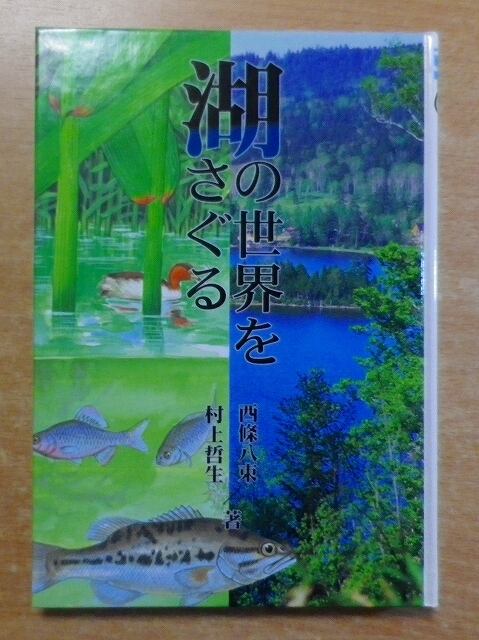 湖の世界を
さぐる
西條八束
村上哲生
著